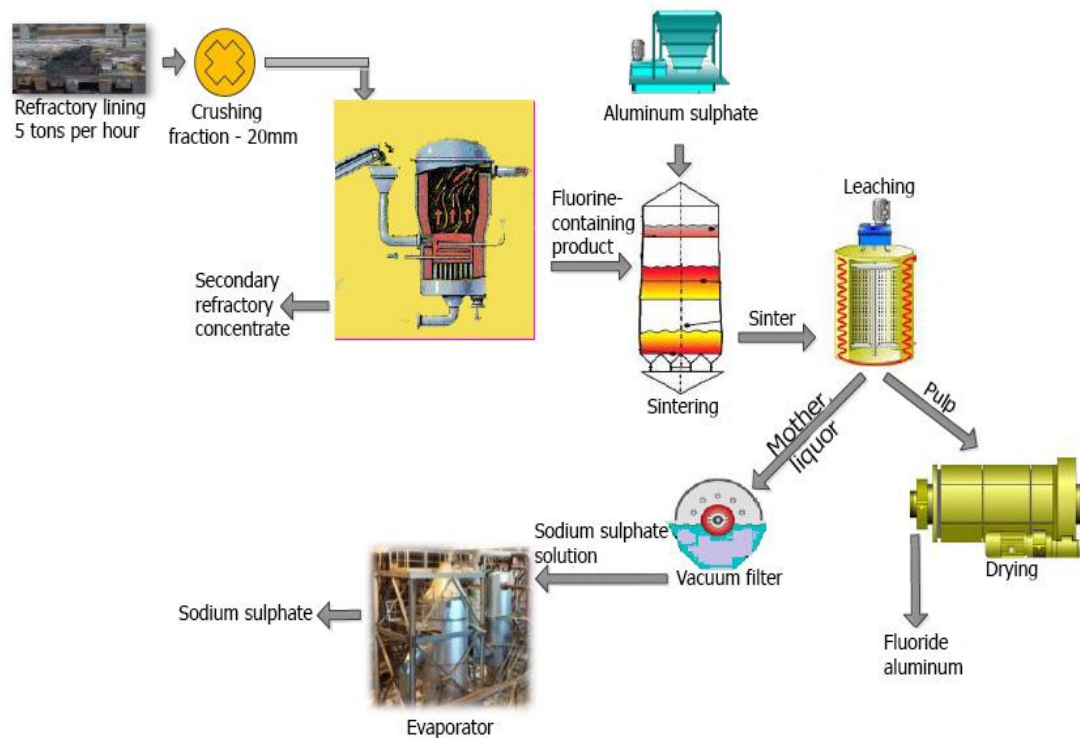 Refractory lining
5 tons per hour
Crushing
fraction - 20mm
Aluminum sulphate
Leaching
Fluorine-
containing
product
Secondary
refractory
concentrate
Sinter
Sintering
Mother
liquor
Pulp
Sodium sulphate
solution
Vacuum filter
Drying
Sodium sulphate
Fluoride
aluminum
Evaporator